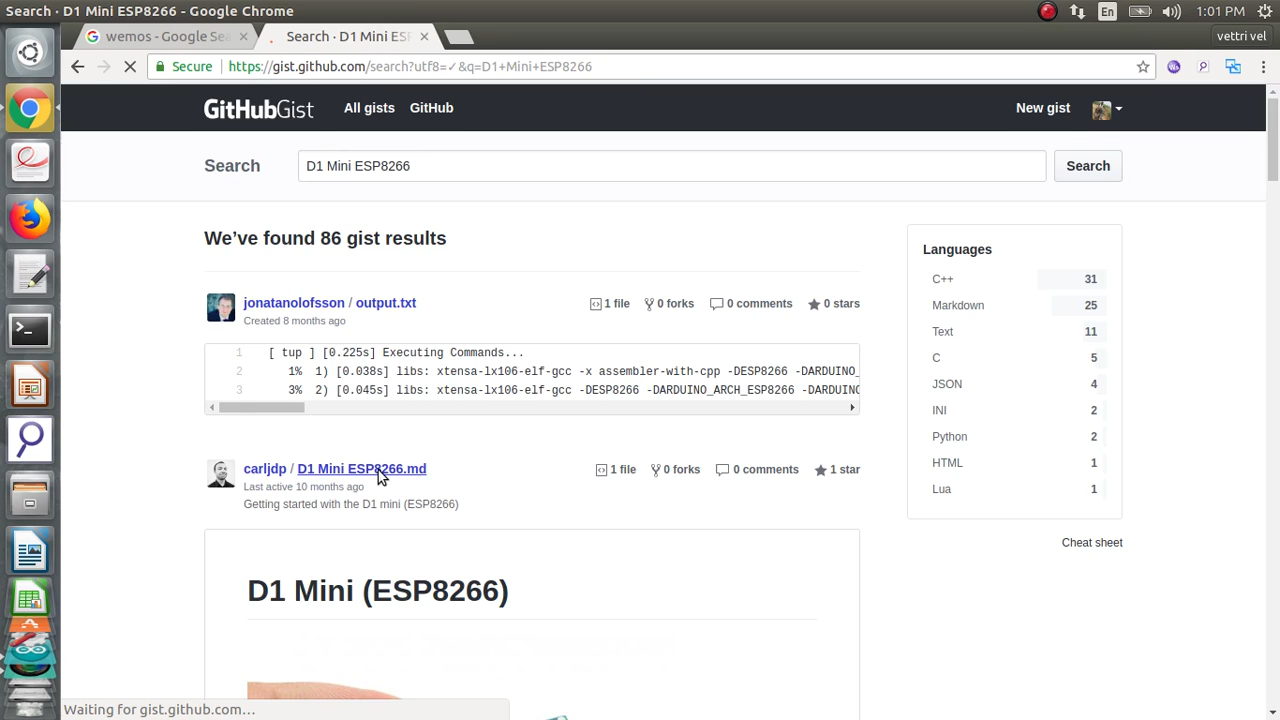 Search · D1 Mini ESP8266 - Google Chrome
En
1:01 PM
wemos - Google Sea
Search · D1 Mini ESP
vettri vel
Secure
https://gist.github.com/search?utf8=✓&q=D1+Mini+ESP8266
GitHubGist
All gists
GitHub
New gist
Search
D1 Mini ESP8266
Search
We've found 86 gist results
jonatanolofsson / output.txt
1 file
0 forks
0 comments
0 stars
Created 8 months ago
1 [ tup ] [0.225s] Executing Commands...
2 1% 1) [0.038s] libs: xtensa-lx106-elf-gcc -x assembler-with-cpp -DESP8266 -DARDUINO_
3 3% 2) [0.045s] libs: xtensa-lx106-elf-gcc -DESP8266 -DARDUINO_ARCH_ESP8266 -DARDUINO
carljdp / D1 Mini ESP8266.md
1 file
0 forks
0 comments
1 star
Last active 10 months ago
Getting started with the D1 mini (ESP8266)
D1 Mini (ESP8266)
Languages
C++ 31
Markdown 25
Text 11
C 5
JSON 4
INI 2
Python 2
HTML 1
Lua 1
Cheat sheet
Waiting for gist.github.com...